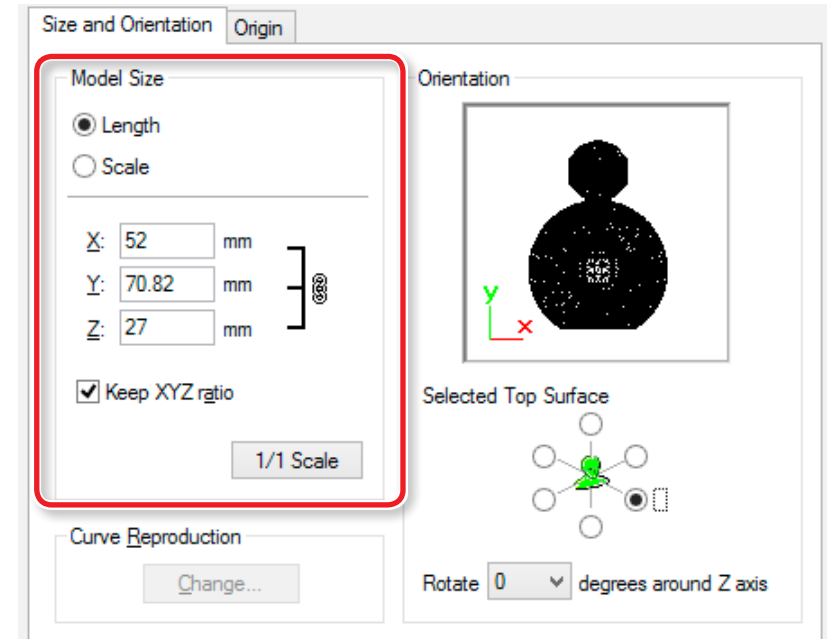 Size and Orientation
Origin
Model Size
Length
Scale
X: 52 mm
Y: 70.82 mm
Z: 27 mm
Keep XYZ ratio
1/1 Scale
Curve Reproduction
Change...
Orientation
y
x
Selected Top Surface
Rotate 0 degrees around Z axis